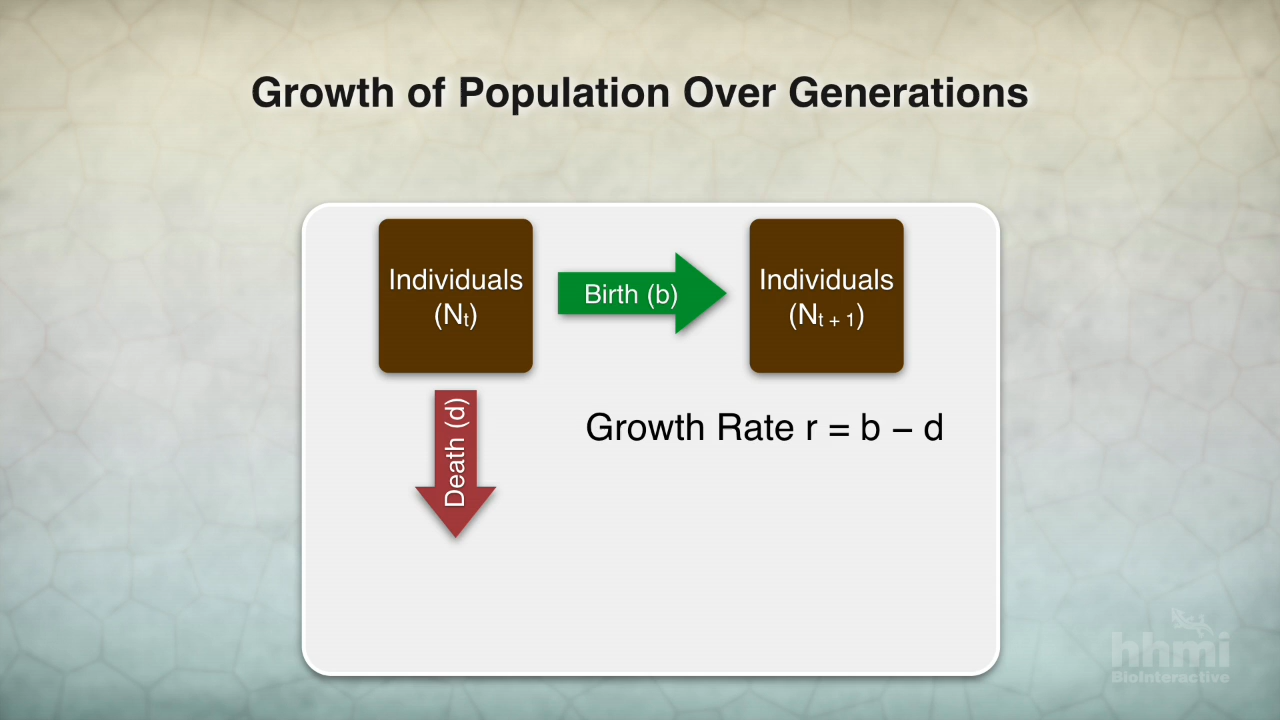 Growth of Population Over Generations
Individuals
(Nt)
Birth (b)
Individuals
(Nt + 1)
Death (d)
Growth Rate r = b – d
hhmi
BioInteractive